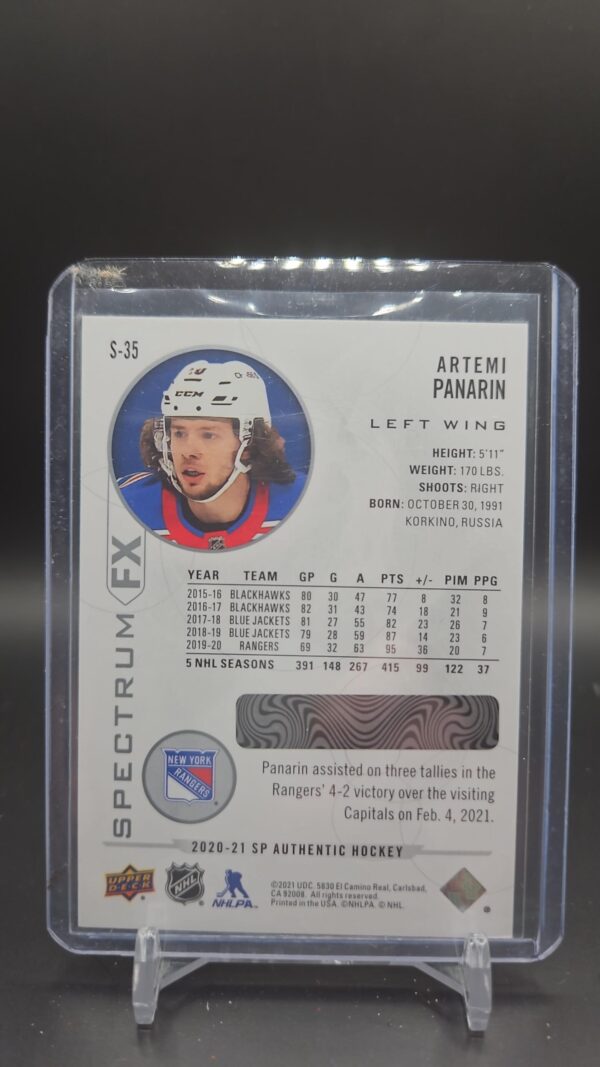 S-35
ARTEMI
PANARIN
LEFT WING
HEIGHT: 5'11"
WEIGHT: 170 LBS.
SHOOTS: RIGHT
BORN: OCTOBER 30, 1991
KORKINO, RUSSIA
CCM
SPECTRUM FX
YEAR TEAM GP G A PTS +/- PIM PPG
2015-16 BLACKHAWKS 80 30 47 77 8 32 8
2016-17 BLACKHAWKS 82 31 43 74 18 21 9
2017-18 BLUE JACKETS 81 27 55 82 23 26 7
2018-19 BLUE JACKETS 79 28 59 87 14 23 6
2019-20 RANGERS 69 32 63 95 36 20 7
5 NHL SEASONS 391 148 267 415 99 122 37
NEW YORK
RANGERS
Panarin assisted on three tallies in the
Rangers' 4-2 victory over the visiting
Capitals on Feb. 4, 2021.
2020-21 SP AUTHENTIC HOCKEY
UPPER
DECK
NHL
NHLPA
©2021 UDC. 5830 El Camino Real, Carlsbad,
CA 92008. All rights reserved.
Printed in the USA. ©NHLPA. © NHL.